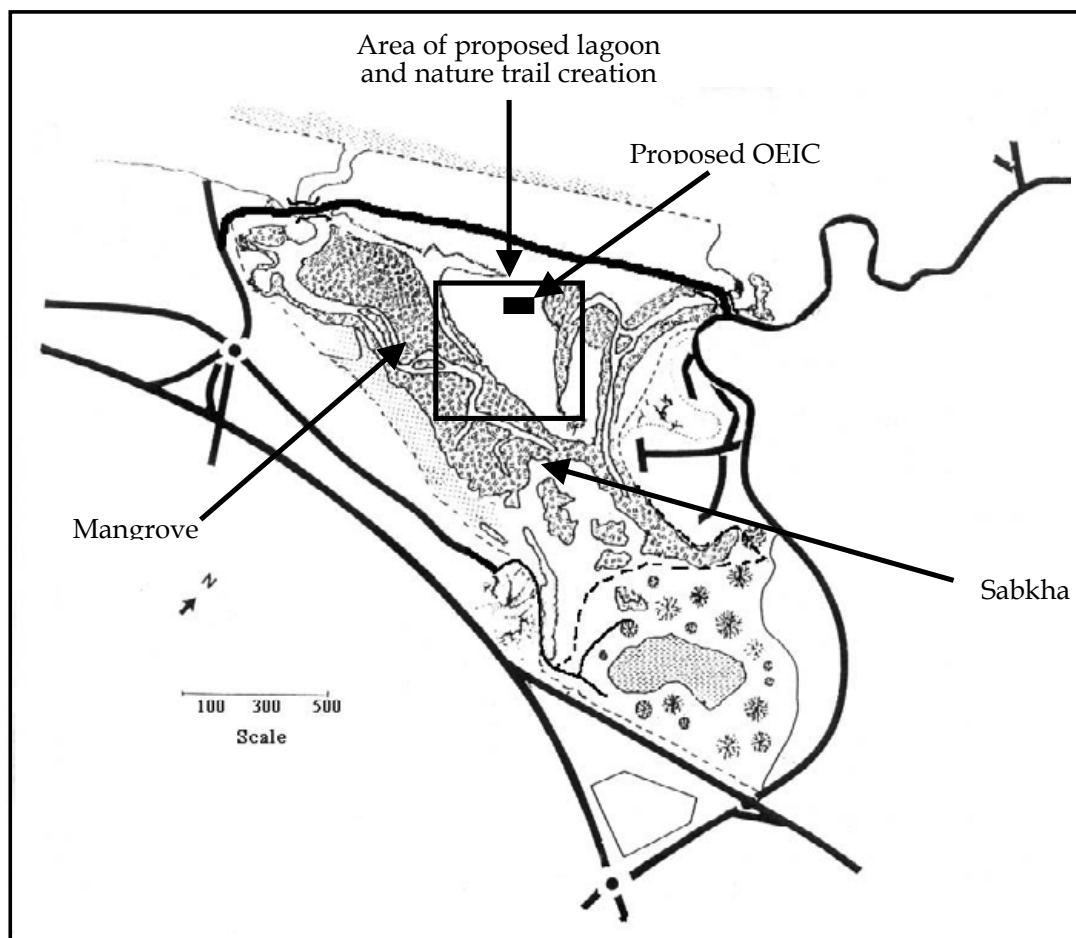 Area of proposed lagoon
and nature trail creation
Proposed OEIC
Mangrove
Sabkha
N
100 300 500
Scale